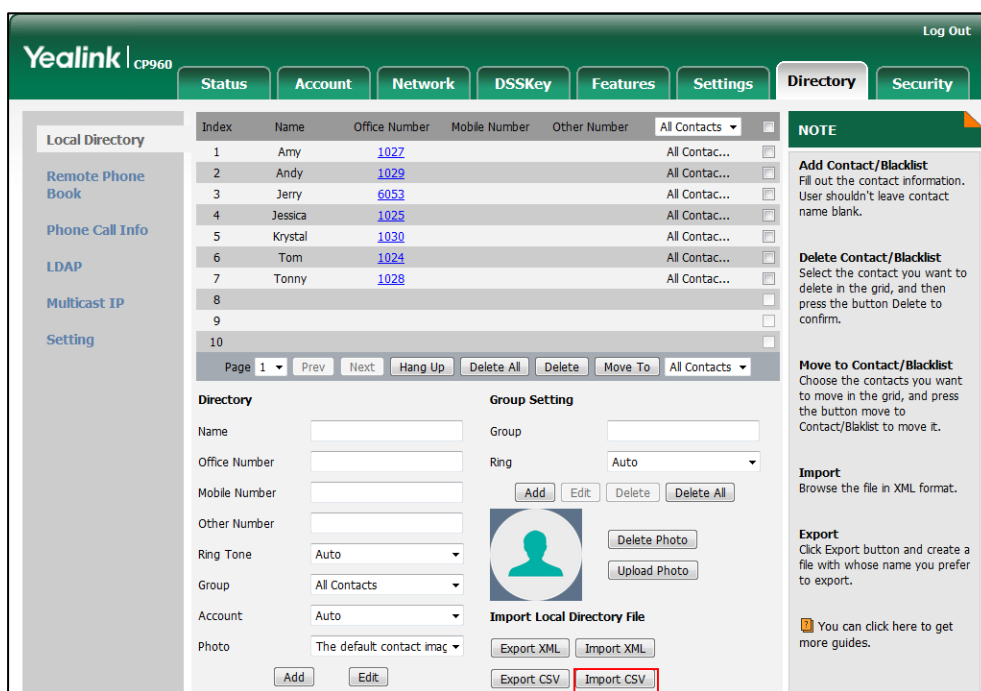 Log Out
Yealink CP960
Status Account Network DSSKey Features Settings Directory Security
Local Directory
Remote Phone
Book
Phone Call Info
LDAP
Multicast IP
Setting
Index Name Office Number Mobile Number Other Number All Contacts
1 Amy 1027 All Contac...
2 Andy 1029 All Contac...
3 Jerry 6053 All Contac...
4 Jessica 1025 All Contac...
5 Krystal 1030 All Contac...
6 Tom 1024 All Contac...
7 Tonny 1028 All Contac...
8
9
10
Page 1 Prev Next Hang Up Delete All Delete Move To All Contacts
Directory
Name
Office Number
Mobile Number
Other Number
Ring Tone Auto
Group All Contacts
Account Auto
Photo The default contact imag
Add Edit
Group Setting
Group
Ring Auto
Add Edit Delete Delete All
Delete Photo
Upload Photo
Import Local Directory File
Export XML Import XML
Export CSV Import CSV
NOTE
Add Contact/Blacklist
Fill out the contact information.
User shouldn't leave contact
name blank.
Delete Contact/Blacklist
Select the contact you want to
delete in the grid, and then
press the button Delete to
confirm.
Move to Contact/Blacklist
Choose the contacts you want
to move in the grid, and press
the button move to
Contact/Blaklist to move it.
Import
Browse the file in XML format.
Export
Click Export button and create a
file with whose name you prefer
to export.
You can click here to get
more guides.